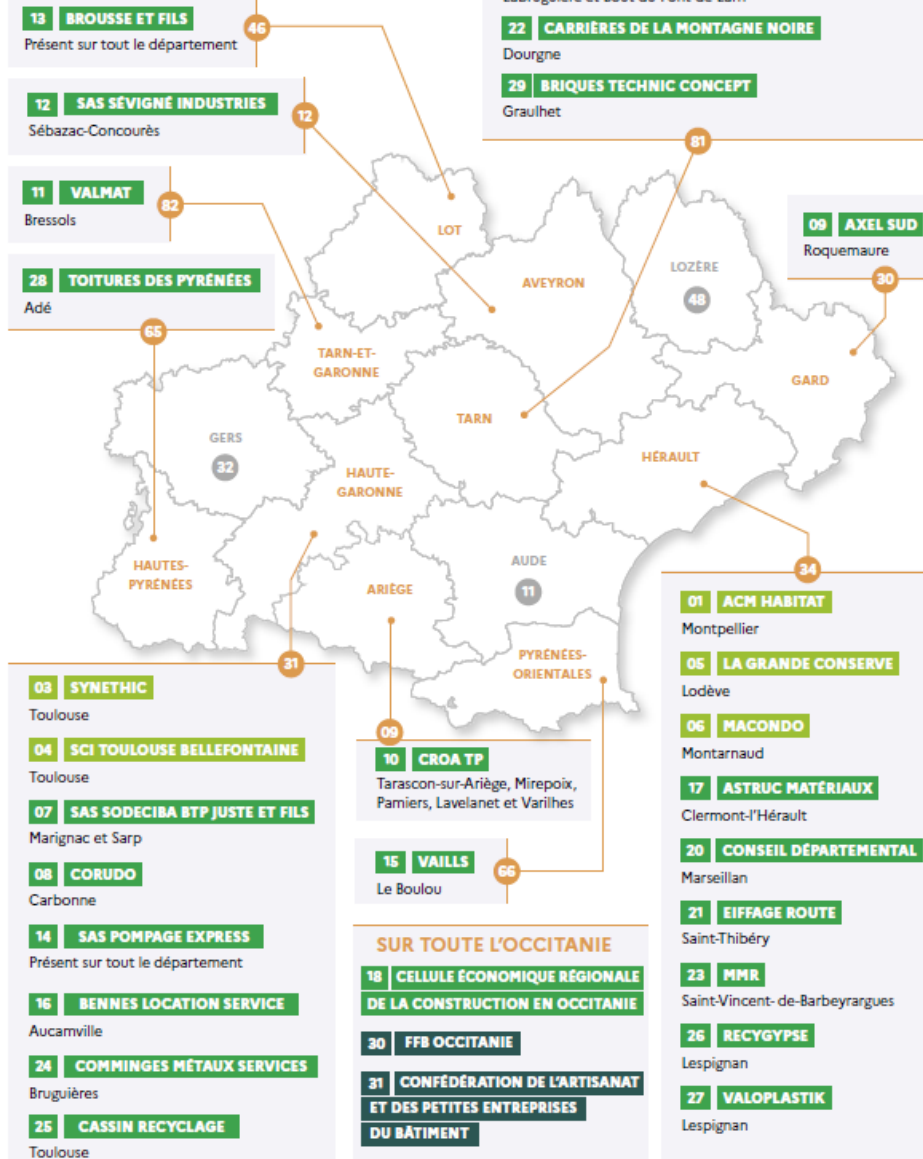 13 BROUSSE ET FILS
Présent sur tout le département
46
12 SAS SÉVIGNÉ INDUSTRIES
Sébazac-Concourès
12
11 VALMAT
Bressols
82
28 TOITURES DES PYRÉNÉES
Adé
65
22 CARRIÈRES DE LA MONTAGNE NOIRE
Dourgne
29 BRIQUES TECHNIC CONCEPT
Graulhet
81
09 AXEL SUD
Roquemaure
30
LOT
AVEYRON
LOZÈRE
48
TARN-ET-
GARONNE
GARD
TARN
GERS
32
HÉRAULT
HAUTE-
GARONNE
HAUTES-
PYRÉNÉES
ARIÈGE
AUDE
11
PYRÉNÉES-
ORIENTALES
31
03 SYNETHIC
Toulouse
04 SCI TOULOUSE BELLEFONTAINE
Toulouse
07 SAS SODECIBA BTP JUSTE ET FILS
Marignac et Sarp
08 CORUDO
Carbonne
14 SAS POMPAGE EXPRESS
Présent sur tout le département
16 BENNES LOCATION SERVICE
Aucamville
24 COMMINGES MÉTAUX SERVICES
Bruguières
25 CASSIN RECYCLAGE
Toulouse
09
10 CROA TP
Tarascon-sur-Ariège, Mirepoix,
Pamiers, Lavelanet et Varilhes
15 VAILLS
Le Boulou
66
SUR TOUTE L'OCCITANIE
18 CELLULE ÉCONOMIQUE RÉGIONALE
DE LA CONSTRUCTION EN OCCITANIE
30 FFB OCCITANIE
31 CONFÉDÉRATION DE L'ARTISANAT
ET DES PETITES ENTREPRISES
DU BÂTIMENT
34
01 ACM HABITAT
Montpellier
05 LA GRANDE CONSERVE
Lodève
06 MACONDO
Montarnaud
17 ASTRUC MATÉRIAUX
Clermont-l'Hérault
20 CONSEIL DÉPARTEMENTAL
Marseillan
21 EIFFAGE ROUTE
Saint-Thibéry
23 MMR
Saint-Vincent- de-Barbeyrargues
26 RECYGYPSE
Lespignan
27 VALOPLASTIK
Lespignan